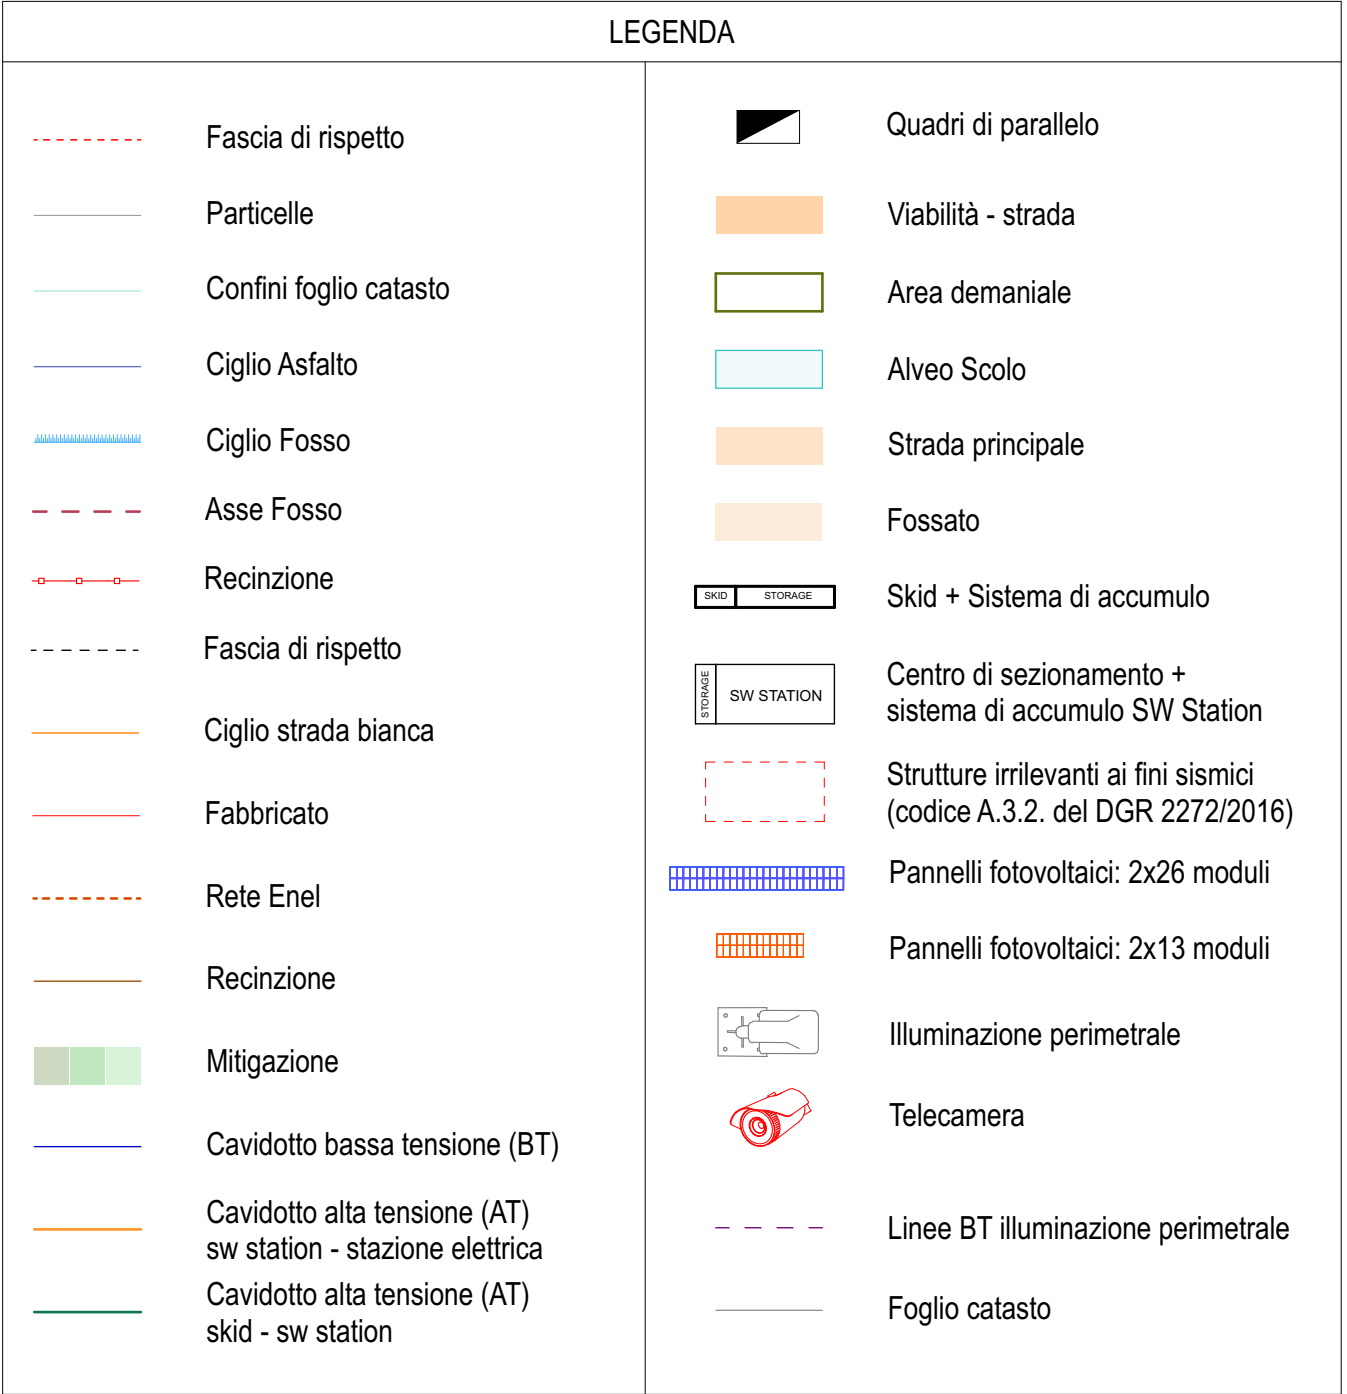 LEGENDA
Fascia di rispetto
Particelle
Confini foglio catasto
Ciglio Asfalto
Ciglio Fosso
Asse Fosso
Recinzione
Fascia di rispetto
Ciglio strada bianca
Fabbricato
Rete Enel
Recinzione
Mitigazione
Cavidotto bassa tensione (BT)
Cavidotto alta tensione (AT)
sw station - stazione elettrica
Cavidotto alta tensione (AT)
skid - sw station
Quadri di parallelo
Viabilità - strada
Area demaniale
Alveo Scolo
Strada principale
Fossato
SKID STORAGE
Skid + Sistema di accumulo
STORAGE
SW STATION
Centro di sezionamento +
sistema di accumulo SW Station
Strutture irrilevanti ai fini sismici
(codice A.3.2. del DGR 2272/2016)
Pannelli fotovoltaici: 2x26 moduli
Pannelli fotovoltaici: 2x13 moduli
Illuminazione perimetrale
Telecamera
Linee BT illuminazione perimetrale
Foglio catasto